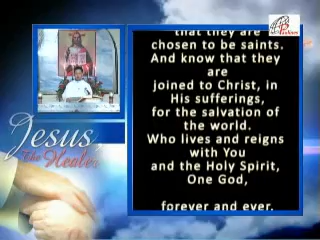 that they are
chosen to be saints.
And know that they
are
joined to Christ, in
His sufferings,
for the salvation of
the world.
Who lives and reigns
with You
and the Holy Spirit,
One God,
forever and ever.
Jesus
The Healer